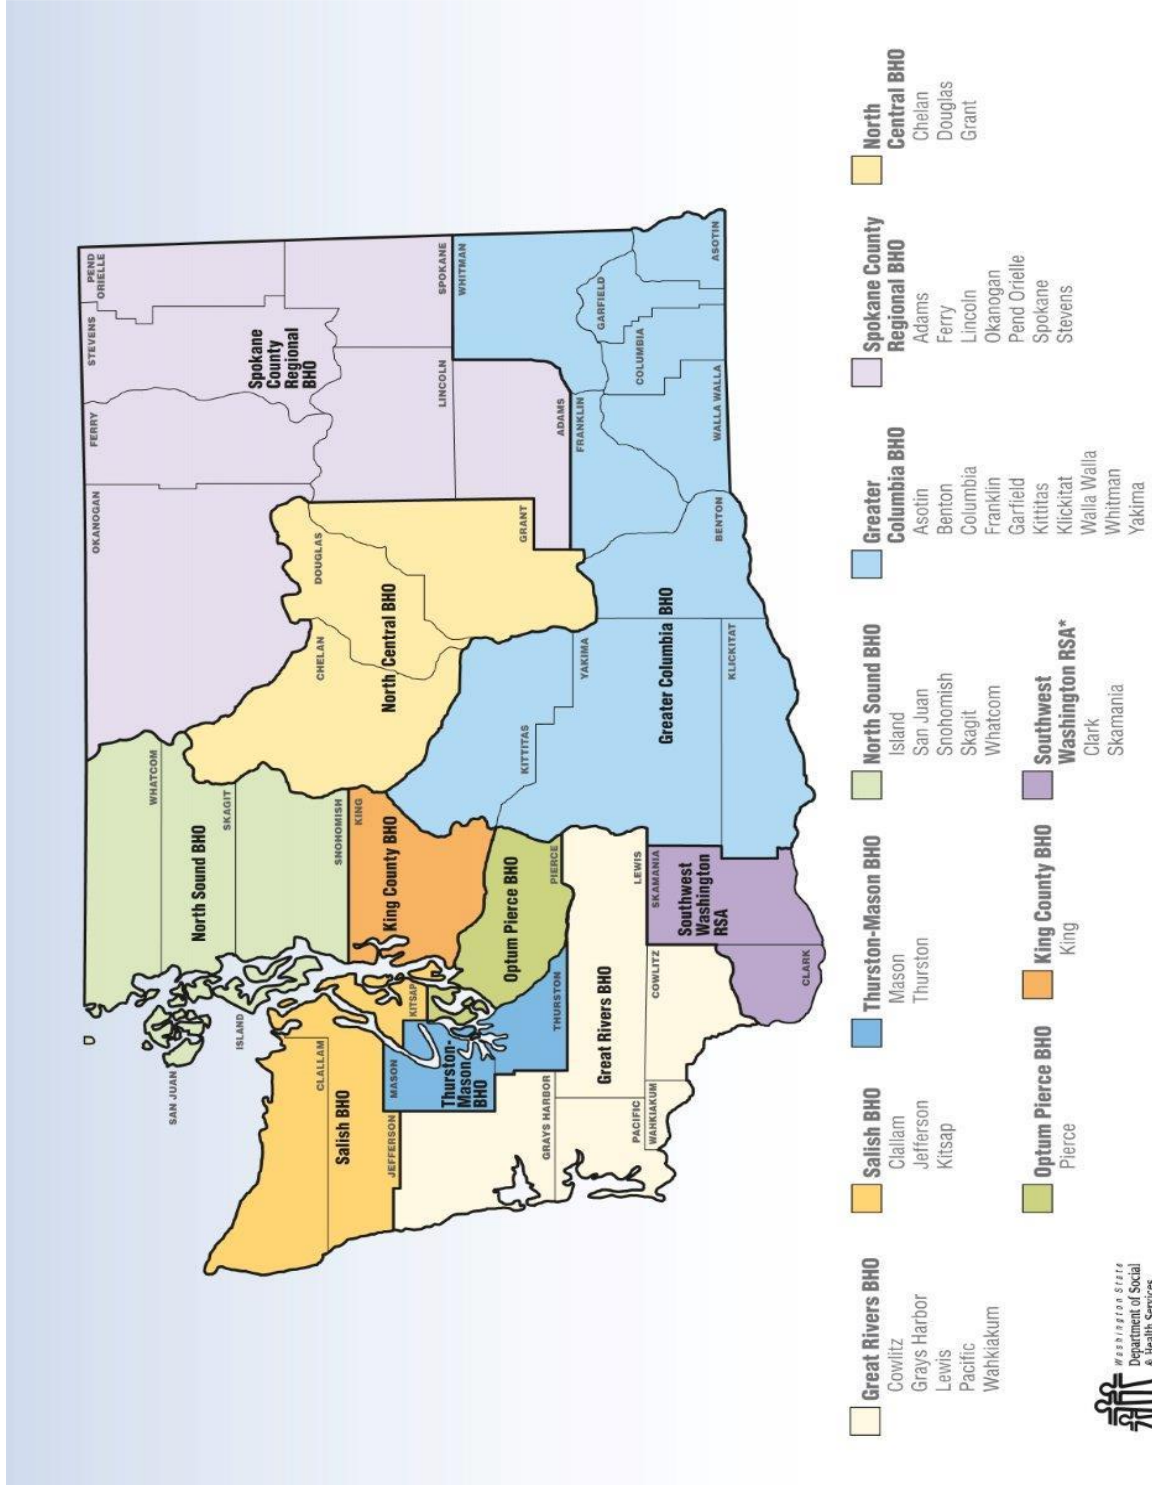 OKANOGAN
FERRY
STEVENS
PEND
ORIELLE
WHATCOM
SAN JUAN
SKAGIT
North Sound BHO
ISLAND
Spokane
County
Regional
BHO
CHELAN
DOUGLAS
CLALLAM
SNOHOMISH
Salish BHO
KING
KITSAP
King County BHO
North Central BHO
LINCOLN
SPOKANE
JEFFERSON
MASON
Thurston-
Mason
BHO
WHITMAN
GRANT
Optum Pierce BHO
KITTITAS
ADAMS
GRAYS HARBOR
THURSTON
PIERCE
YAKIMA
FRANKLIN
GARFIELD
Great Rivers BHO
LEWIS
COLUMBIA
PACIFIC
WAHKIAKUM
COWLITZ
SKAMANIA
Greater Columbia BHO
Southwest
Washington
RSA
BENTON
WALLA WALLA
ASOTIN
KLICKITAT
CLARK
Great Rivers BHO
Cowlitz
Grays Harbor
Lewis
Pacific
Wahkiakum
Salish BHO
Clallam
Jefferson
Kitsap
Thurston-Mason BHO
Mason
Thurston
North Sound BHO
Island
San Juan
Snohomish
Skagit
Whatcom
Greater
Columbia BHO
Asotin
Benton
Columbia
Franklin
Garfield
Kittitas
Klickitat
Walla Walla
Whitman
Yakima
Spokane County
Regional BHO
Adams
Ferry
Lincoln
Okanogan
Pend Orielle
Spokane
Stevens
North
Central BHO
Chelan
Douglas
Grant
Optum Pierce BHO
Pierce
King County BHO
King
Southwest
Washington RSA*
Clark
Skamania
Washington State
Department of Social
& Health Services